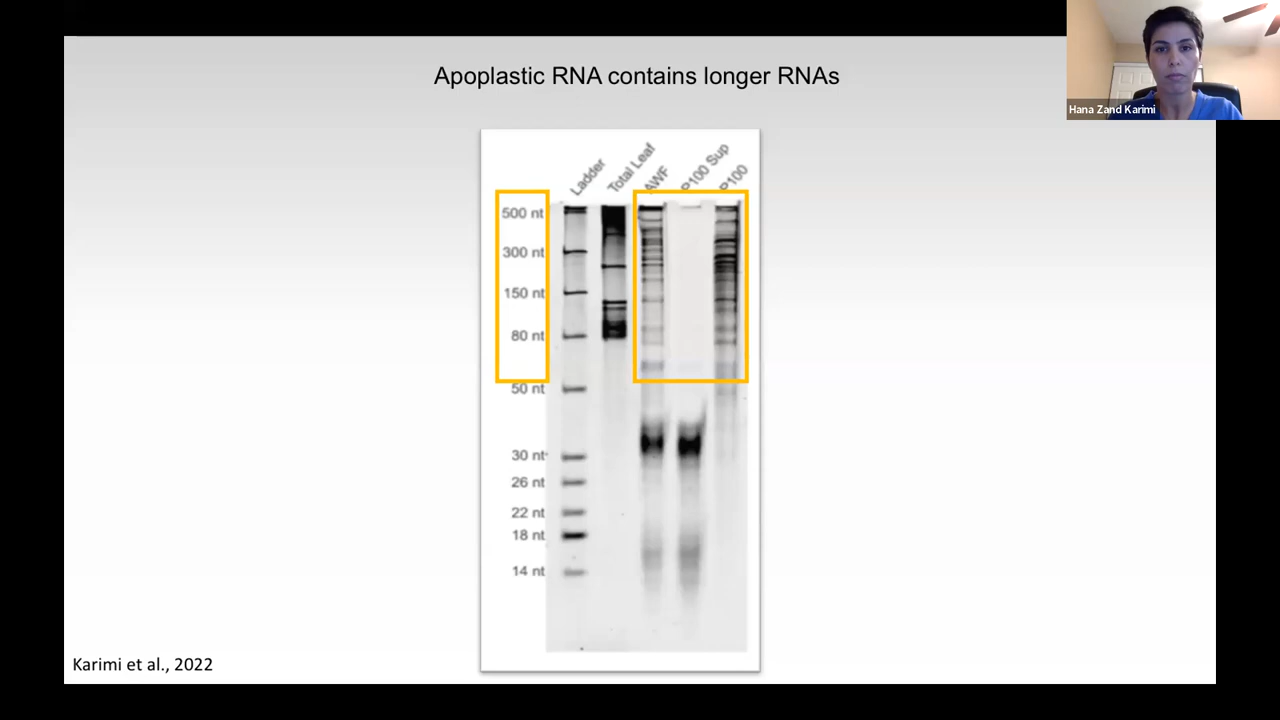 Apoplastic RNA contains longer RNAs
Hana Zand Karimi
Ladder
Total Leaf
AWF
P100 Sup
P100
500 nt
300 nt
150 nt
80 nt
50 nt
30 nt
26 nt
22 nt
18 nt
14 nt
Karimi et al., 2022